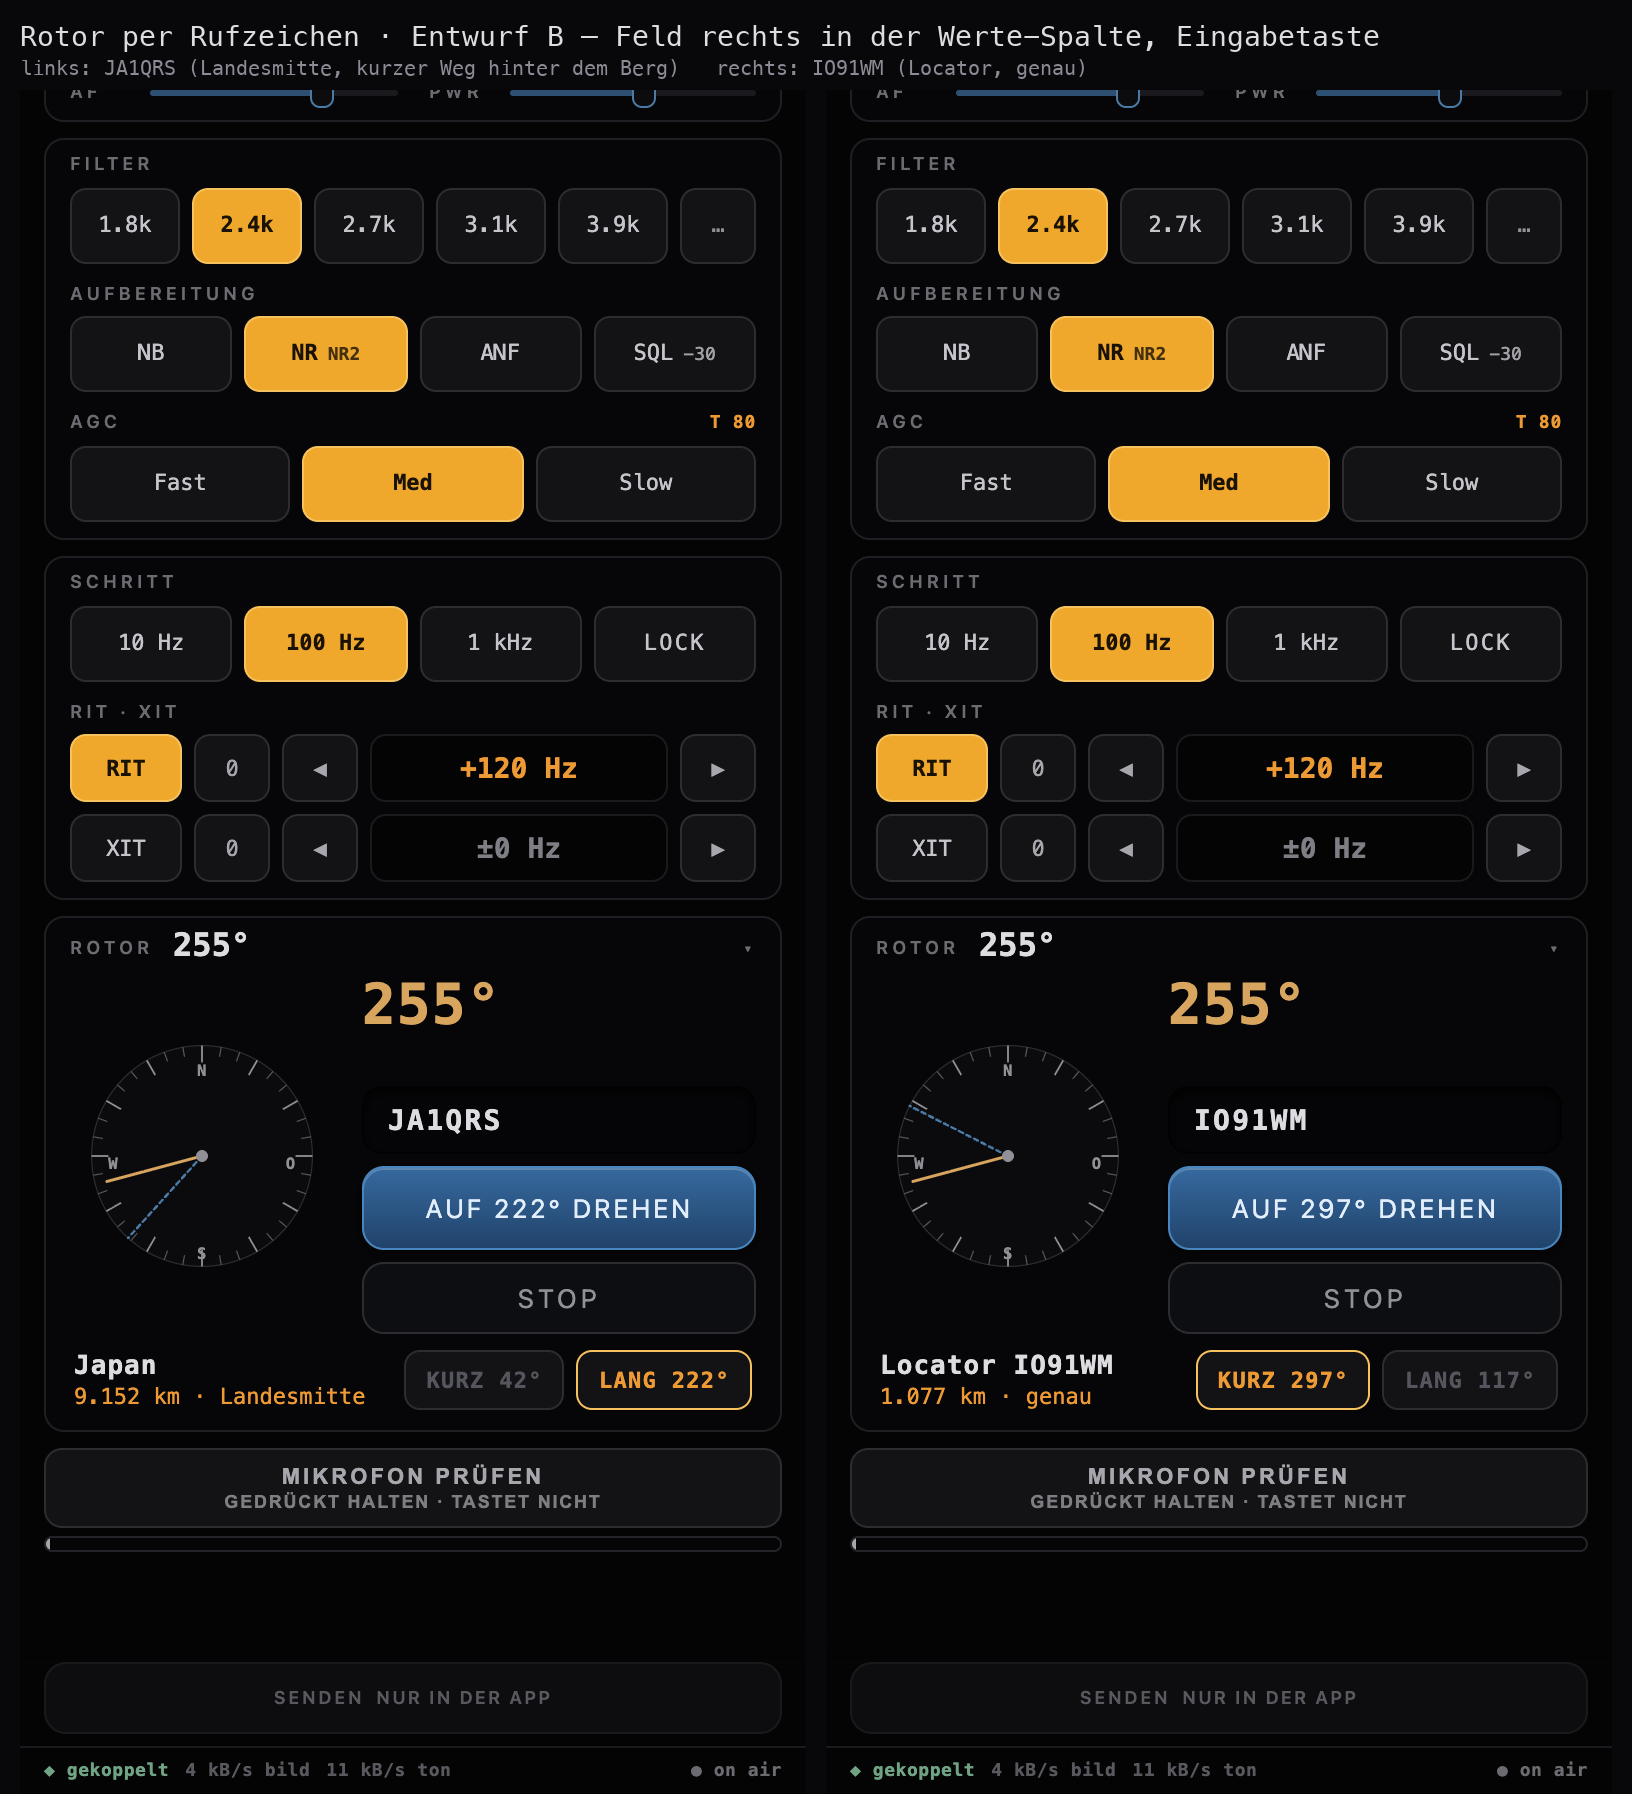 Rotor per Rufzeichen · Entwurf B — Feld rechts in der Werte-Spalte, Eingabetaste
links: JA1QRS (Landesmitte, kurzer Weg hinter dem Berg) rechts: IO91WM (Locator, genau)
AF PWR
FILTER
1.8k 2.4k 2.7k 3.1k 3.9k …
AUFBEREITUNG
NB NR NR2 ANF SQL −30
AGC T 80
Fast Med Slow
SCHRITT
10 Hz 100 Hz 1 kHz LOCK
RIT · XIT
RIT 0 ◀ +120 Hz ▶
XIT 0 ◀ ±0 Hz ▶
ROTOR 255° ▾
255°
N
W O
S
JA1QRS
AUF 222° DREHEN
STOP
Japan
9.152 km · Landesmitte
KURZ 42° LANG 222°
MIKROFON PRÜFEN
GEDRÜCKT HALTEN · TASTET NICHT
SENDEN NUR IN DER APP
◆ gekoppelt 4 kB/s bild 11 kB/s ton ● on air
AF PWR
FILTER
1.8k 2.4k 2.7k 3.1k 3.9k …
AUFBEREITUNG
NB NR NR2 ANF SQL −30
AGC T 80
Fast Med Slow
SCHRITT
10 Hz 100 Hz 1 kHz LOCK
RIT · XIT
RIT 0 ◀ +120 Hz ▶
XIT 0 ◀ ±0 Hz ▶
ROTOR 255° ▾
255°
N
W O
S
IO91WM
AUF 297° DREHEN
STOP
Locator IO91WM
1.077 km · genau
KURZ 297° LANG 117°
MIKROFON PRÜFEN
GEDRÜCKT HALTEN · TASTET NICHT
SENDEN NUR IN DER APP
◆ gekoppelt 4 kB/s bild 11 kB/s ton ● on air